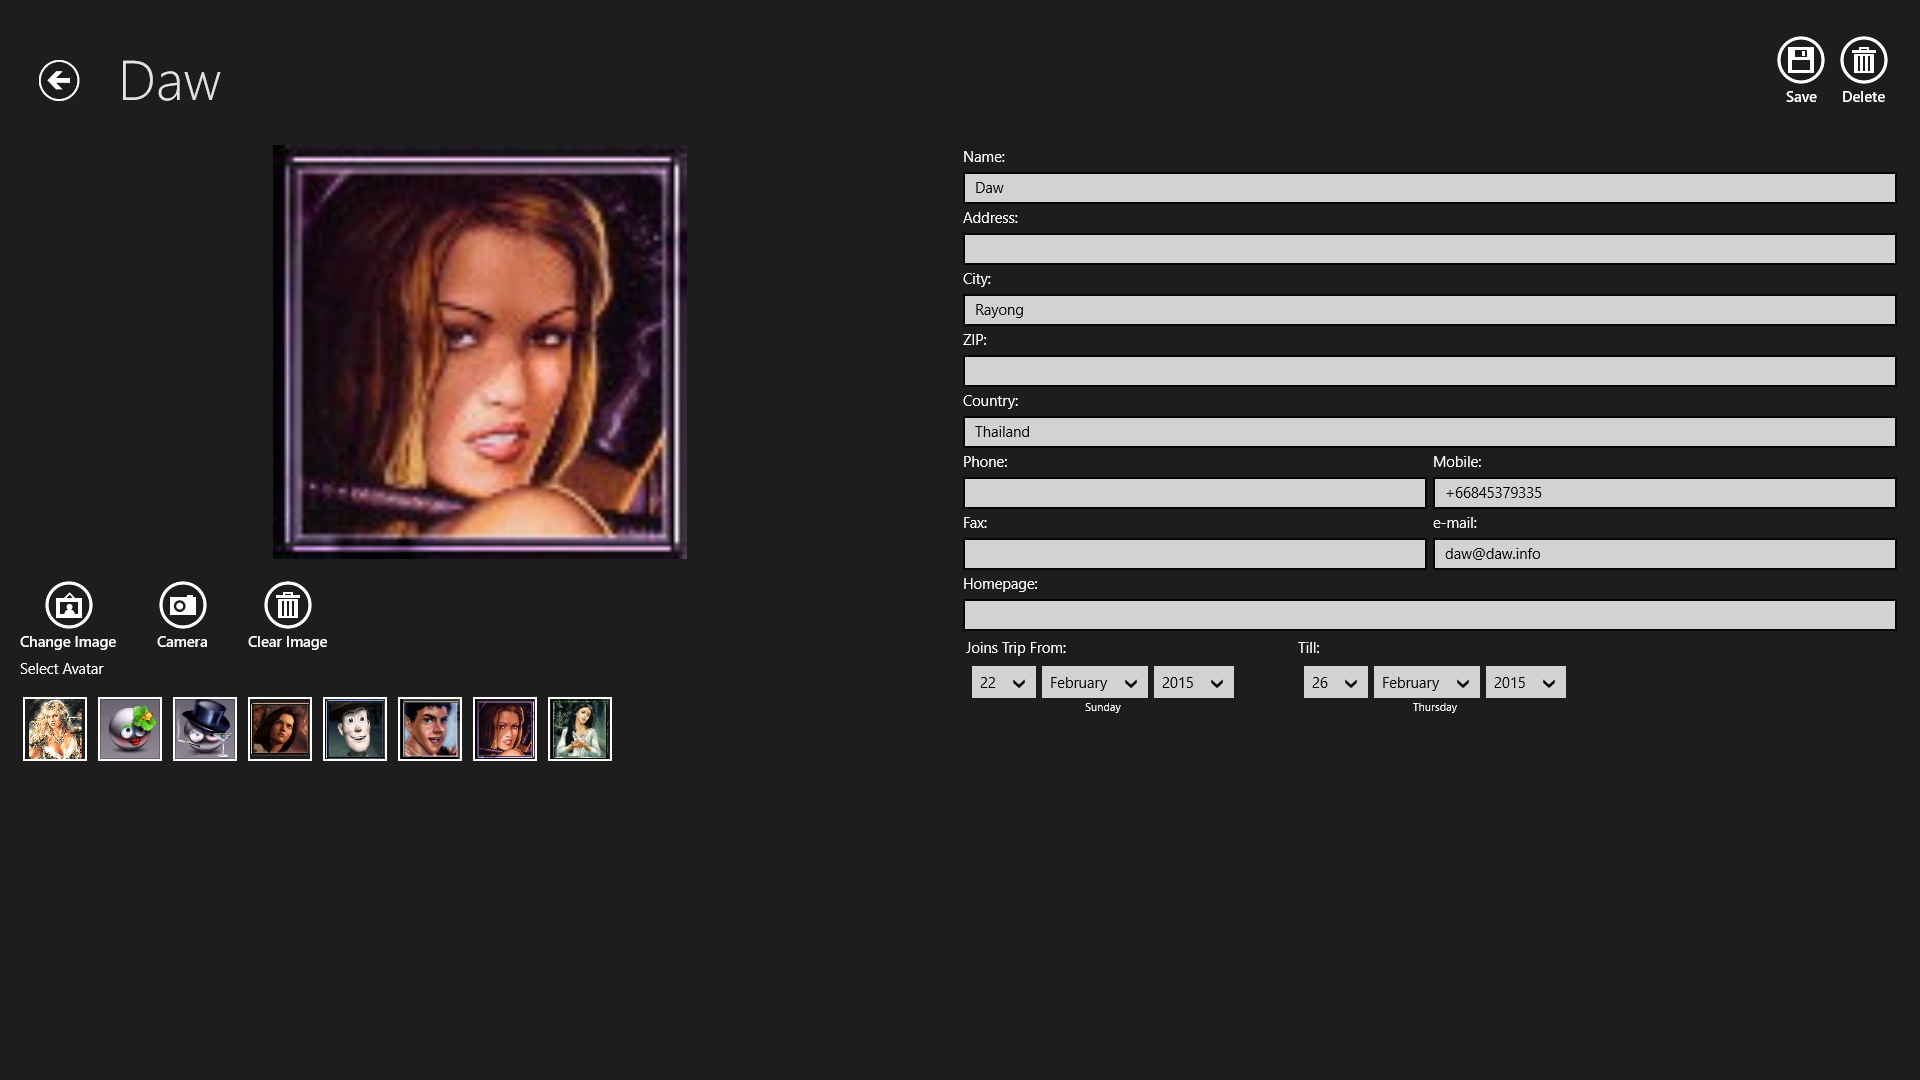 Daw
Save
Delete
Name:
Daw
Address:
City:
Rayong
ZIP:
Country:
Thailand
Phone:
Mobile:
+66845379335
Fax:
e-mail:
daw@daw.info
Homepage:
Joins Trip From:
Till:
22 February 2015
26 February 2015
Sunday
Thursday
Change Image
Camera
Clear Image
Select Avatar